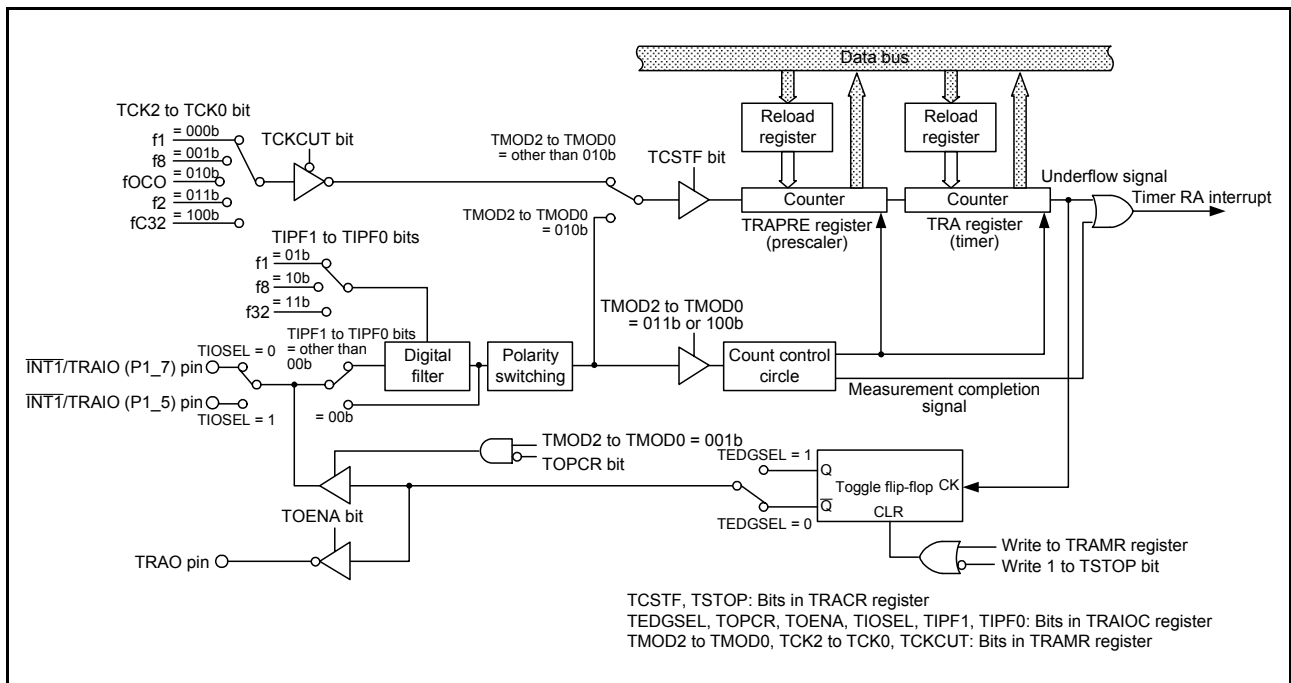 Data bus
TCK2 to TCK0 bit
f1
= 000b
f8
= 001b
fOCO
= 010b
f2
= 011b
fC32
= 100b
TCKCUT bit
TMOD2 to TMOD0
= other than 010b
TMOD2 to TMOD0
= 010b
TCSTF bit
Reload
register
Reload
register
Counter
Counter
TRAPRE register
(prescaler)
TRA register
(timer)
Underflow signal
Timer RA interrupt
TIPF1 to TIPF0 bits
f1
= 01b
f8
= 10b
f32
= 11b
TIPF1 to TIPF0 bits
= other than
00b
= 00b
Digital
filter
Polarity
switching
TMOD2 to TMOD0
= 011b or 100b
Count control
circle
Measurement completion
signal
INT1/TRAIO (P1_7) pin
TIOSEL = 0
INT1/TRAIO (P1_5) pin
TIOSEL = 1
TMOD2 to TMOD0 = 001b
TOPCR bit
TOENA bit
TRAO pin
TEDGSEL = 1
TEDGSEL = 0
Q
Toggle flip-flop
CK
Q
CLR
Write to TRAMR register
Write 1 to TSTOP bit
TCSTF, TSTOP: Bits in TRACR register
TEDGSEL, TOPCR, TOENA, TIOSEL, TIPF1, TIPF0: Bits in TRAIOC register
TMOD2 to TMOD0, TCK2 to TCK0, TCKCUT: Bits in TRAMR register